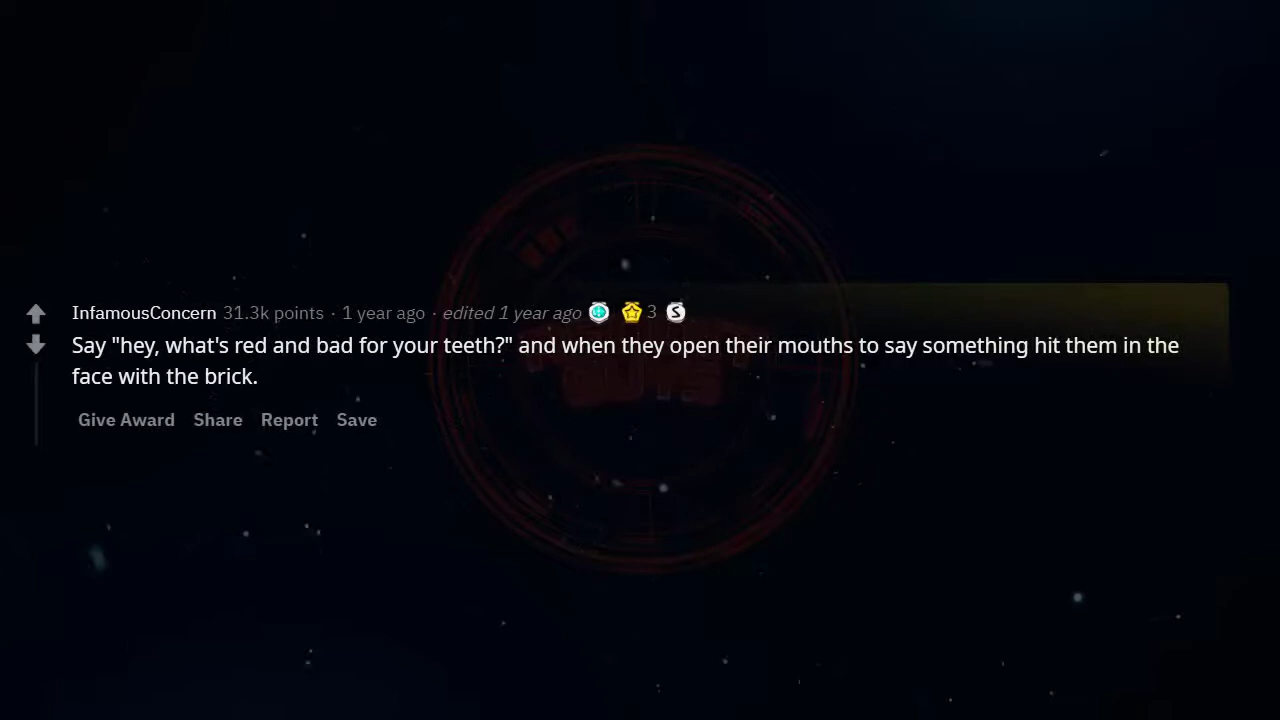 InfamousConcern 31.3k points · 1 year ago · edited 1 year ago 3 S
Say "hey, what's red and bad for your teeth?" and when they open their mouths to say something hit them in the
face with the brick.
Give Award Share Report Save